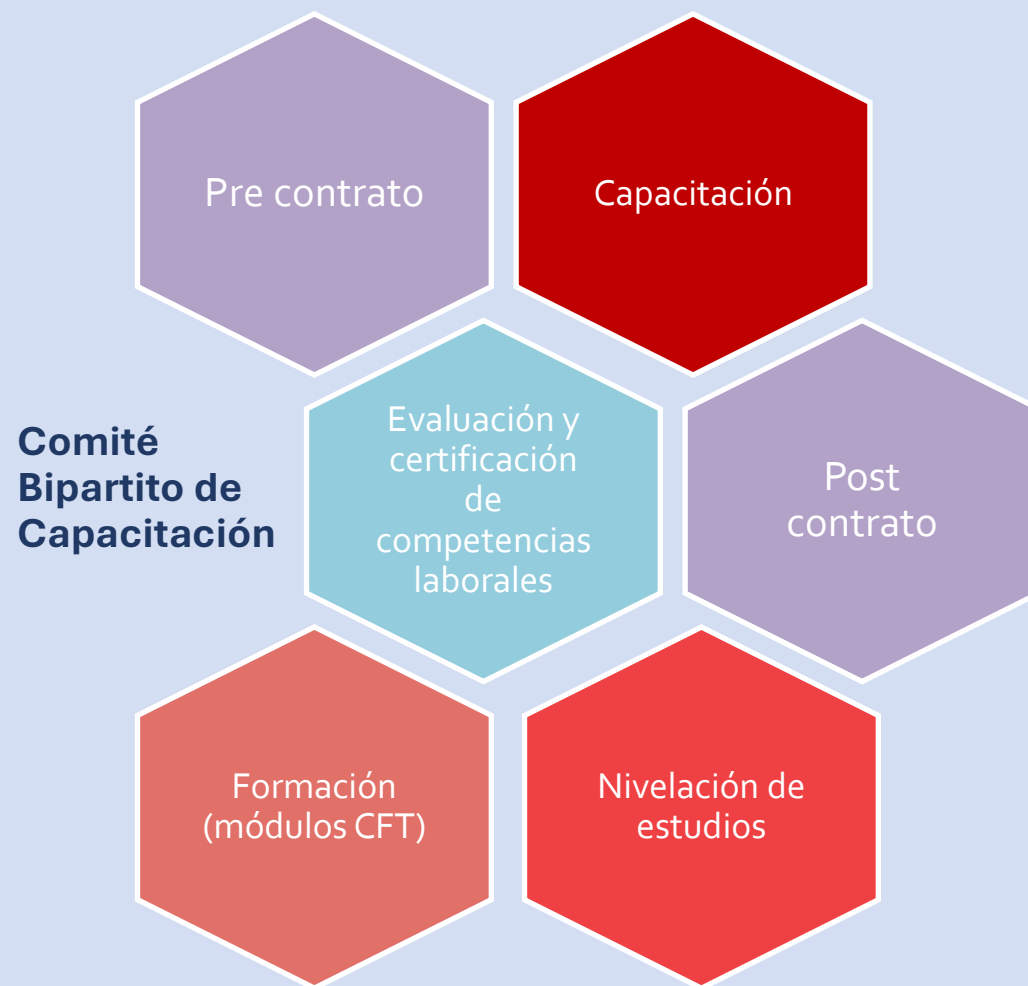 Pre contrato
Capacitación
Comité
Bipartito de
Capacitación
Evaluación y
certificación
de
competencias
laborales
Post
contrato
Formación
(módulos CFT)
Nivelación de
estudios